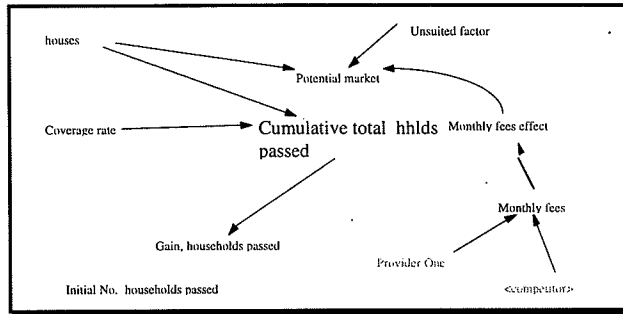 Unsuited factor
houses
Potential market
Coverage rate
Cumulative total hhlds
passed
Monthly fees effect
Monthly fees
Gain, households passed
Provider One
Initial No. households passed
<competitor>